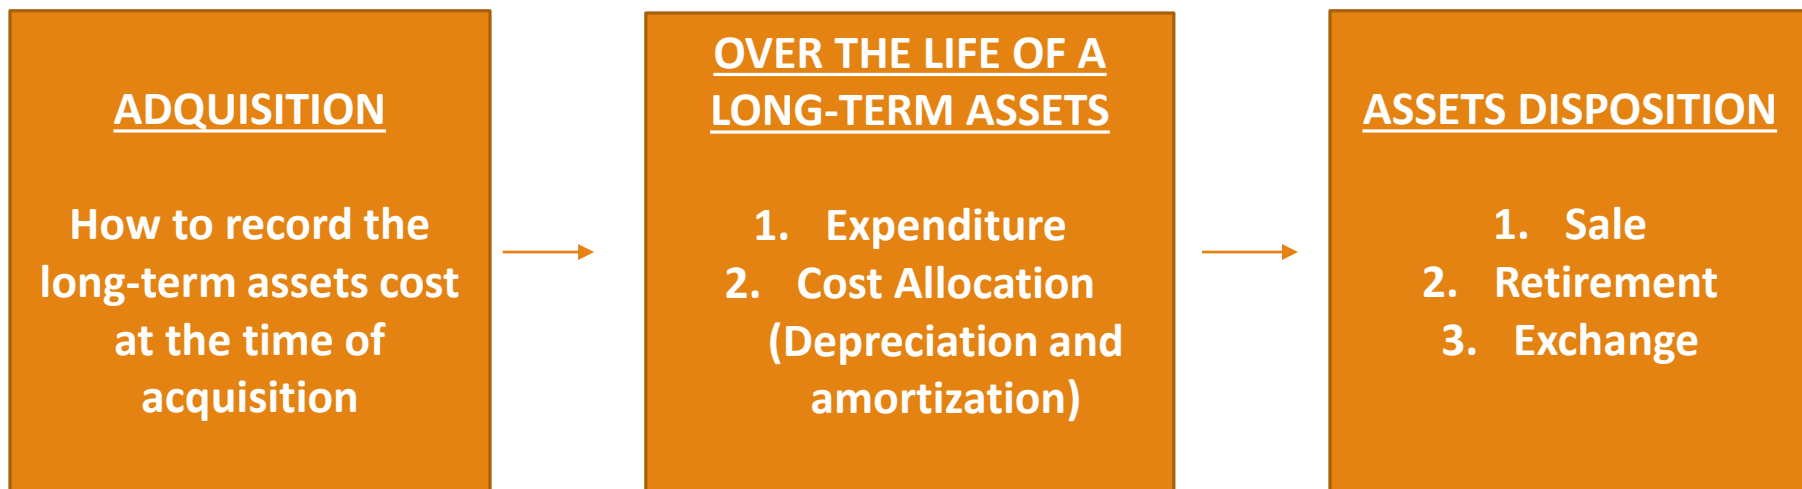 ADQUISITION
How to record the
long-term assets cost
at the time of
acquisition
OVER THE LIFE OF A
LONG-TERM ASSETS
1. Expenditure
2. Cost Allocation
(Depreciation and
amortization)
ASSETS DISPOSITION
1. Sale
2. Retirement
3. Exchange